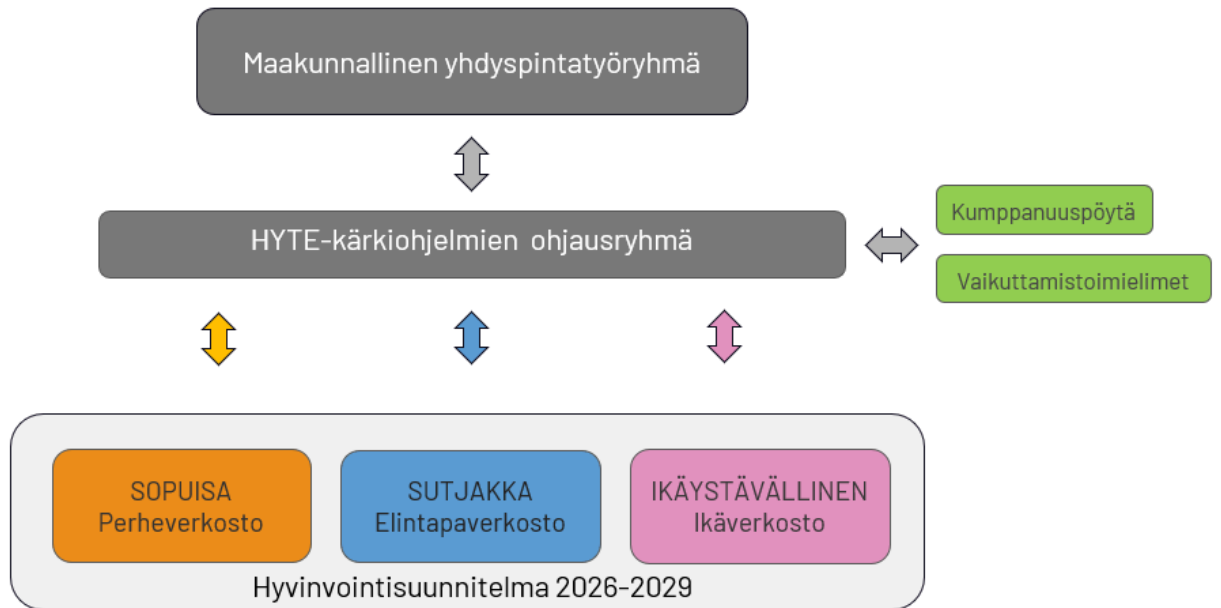 Maakunnallinen yhdyspintatyöryhmä
HYTE-kärkiohjelmien ohjausryhmä
Kumppanuuspöytä
Vaikuttamistoimielimet
SOPUISA
Perheverkosto
SUTJAKKA
Elintapaverkosto
IKÄYSTÄVÄLLINEN
Ikäverkosto
Hyvinvointisuunnitelma 2026-2029